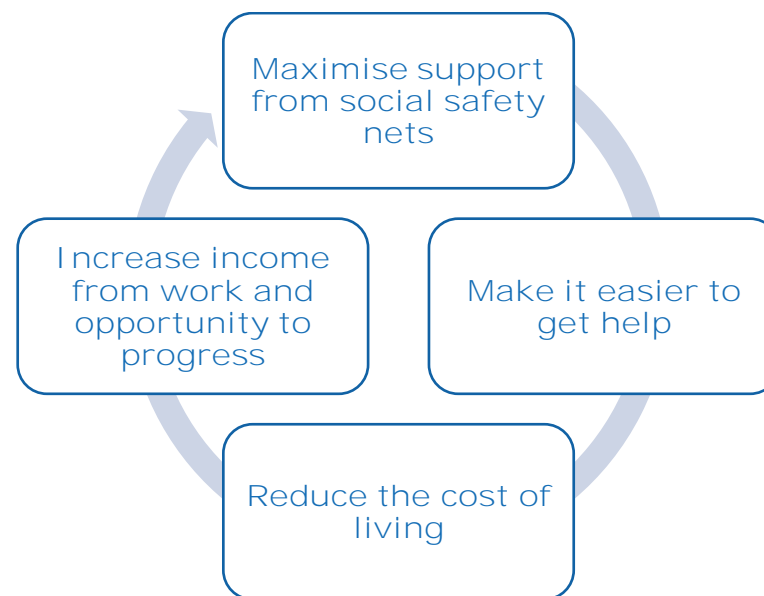 Maximise support
from social safety
nets
Make it easier to
get help
Reduce the cost of
living
Increase income
from work and
opportunity to
progress